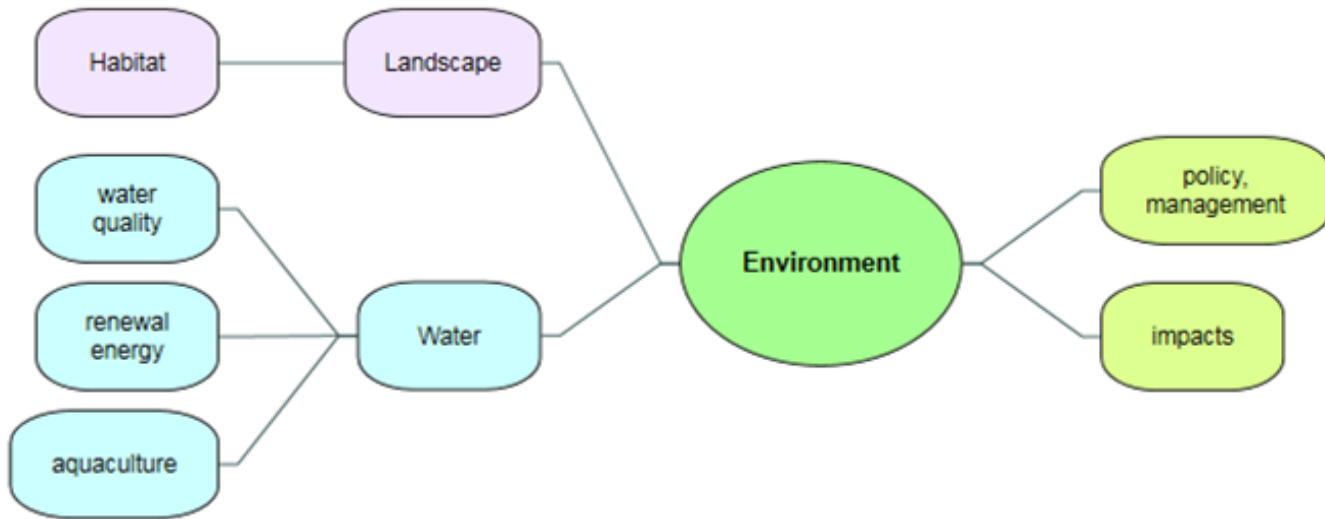 Habitat
Landscape
water
quality
renewal
energy
aquaculture
Water
Environment
policy,
management
impacts